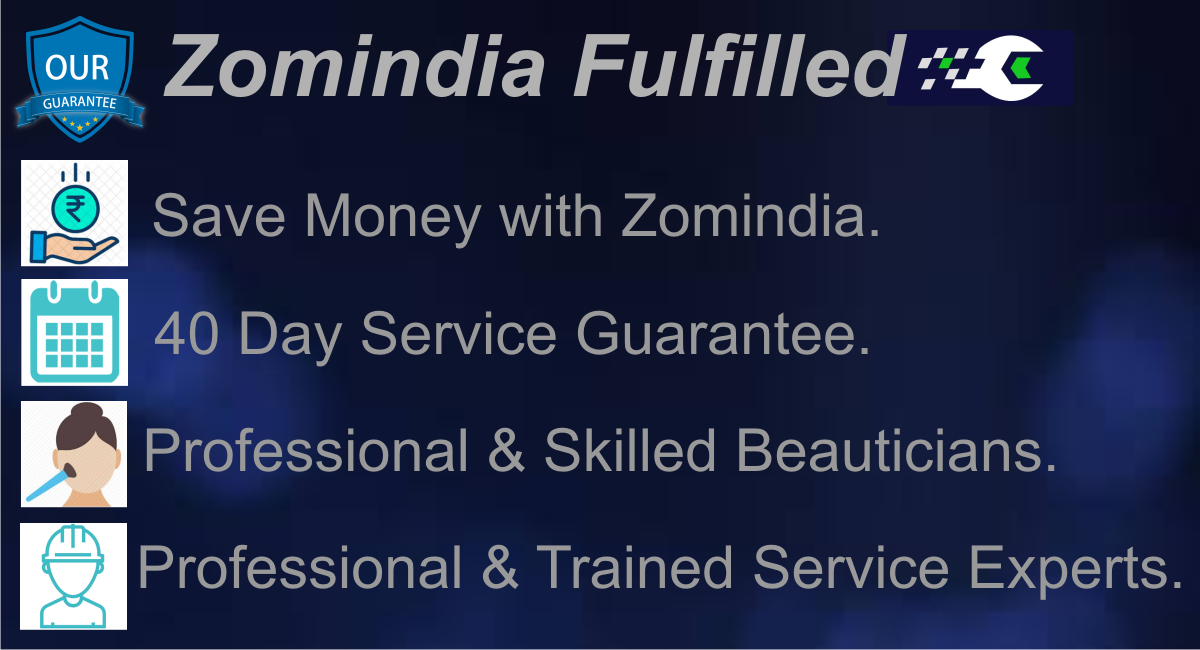 OUR
GUARANTEE
Zomindia Fulfilled
₹
Save Money with Zomindia.
40 Day Service Guarantee.
Professional & Skilled Beauticians.
Professional & Trained Service Experts.